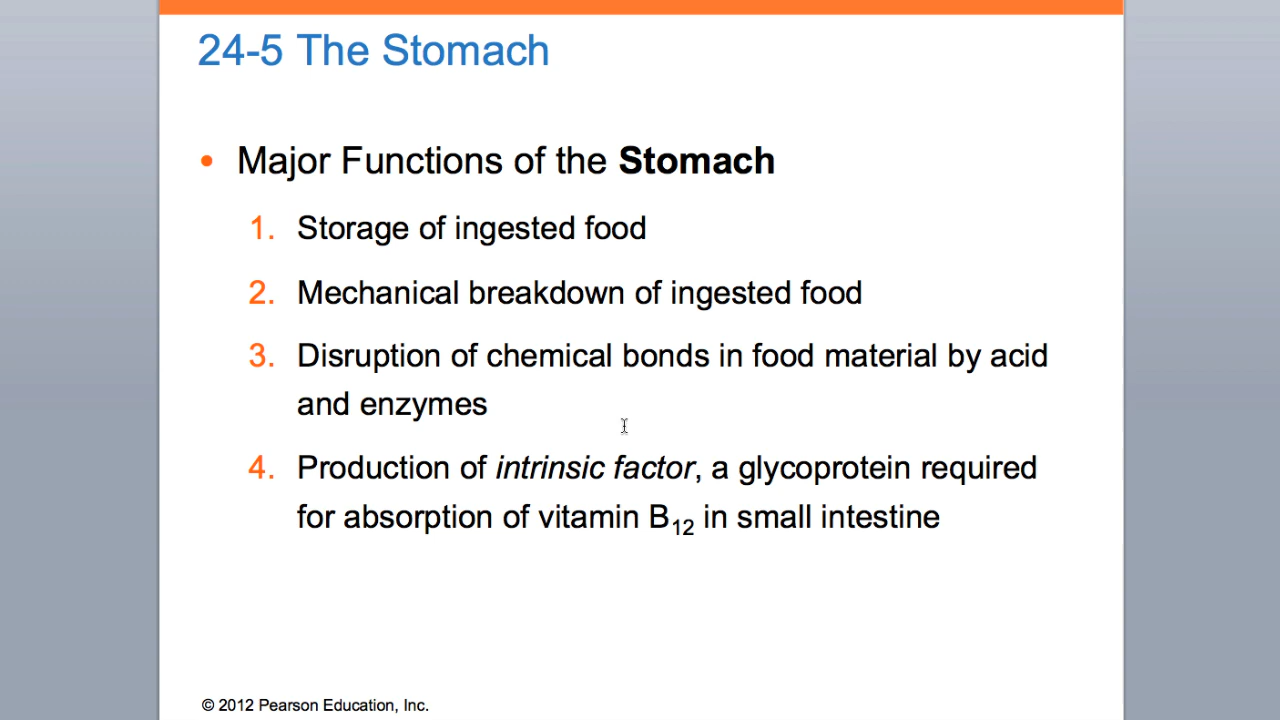 24-5 The Stomach
• Major Functions of the Stomach
1. Storage of ingested food
2. Mechanical breakdown of ingested food
3. Disruption of chemical bonds in food material by acid
and enzymes
4. Production of intrinsic factor, a glycoprotein required
for absorption of vitamin B₁₂ in small intestine
© 2012 Pearson Education, Inc.